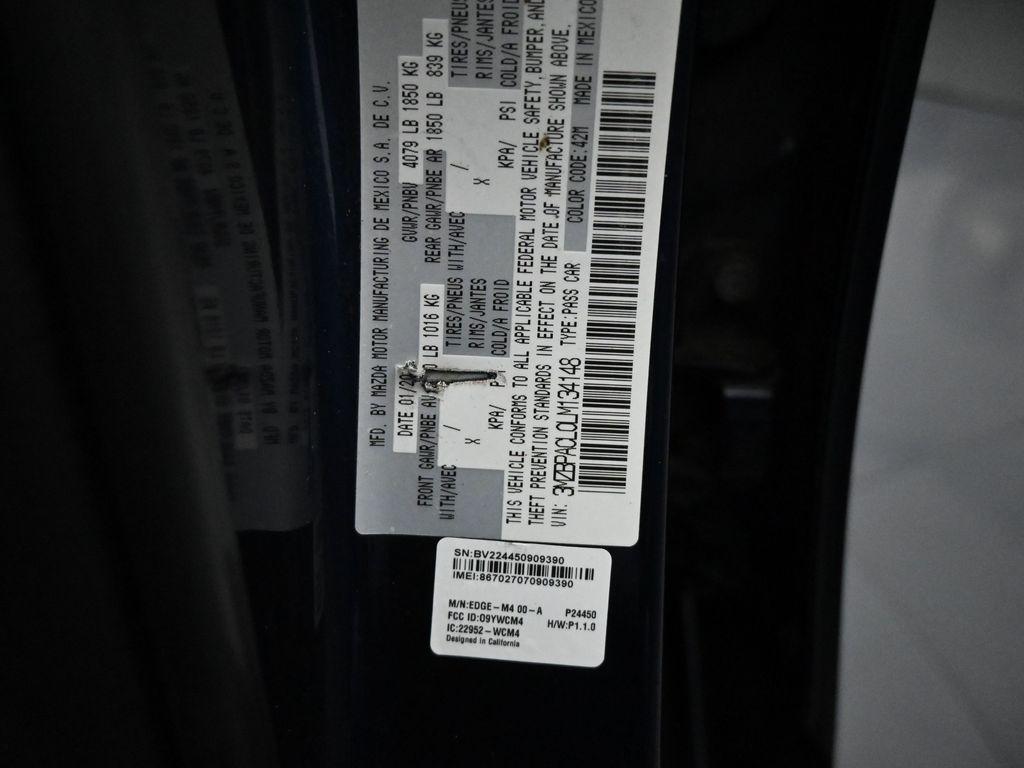 MFD. BY MAZDA MOTOR MANUFACTURING DE MEXICO S.A. DE C.V.
DATE 01/20 GVWR/PNBV 4079 LB 1850 KG
FRONT GAWR/PNBE AV LB 1016 KG REAR GAWR/PNBE AR 1850 LB 839 KG
WITH/AVEC TIRES/PNEUS WITH/AVEC TIRES/PNEUS
X / RIMS/JANTES X / RIMS/JANTES
KPA/ PSI COLD/A FROID KPA/ PSI COLD/A FROID
THIS VEHICLE CONFORMS TO ALL APPLICABLE FEDERAL MOTOR VEHICLE SAFETY, BUMPER, AND
THEFT PREVENTION STANDARDS IN EFFECT ON THE DATE OF MANUFACTURE SHOWN ABOVE.
VIN: 3MZBPACL0LM134148 TYPE:PASS CAR COLOR CODE:42M MADE IN MEXICO
SN:BV224450909390
IMEI:867027070909390
M/N:EDGE-M4 00-A P24450
FCC ID:O9YWCM4 H/W:P1.1.0
IC:22952-WCM4
Designed in California